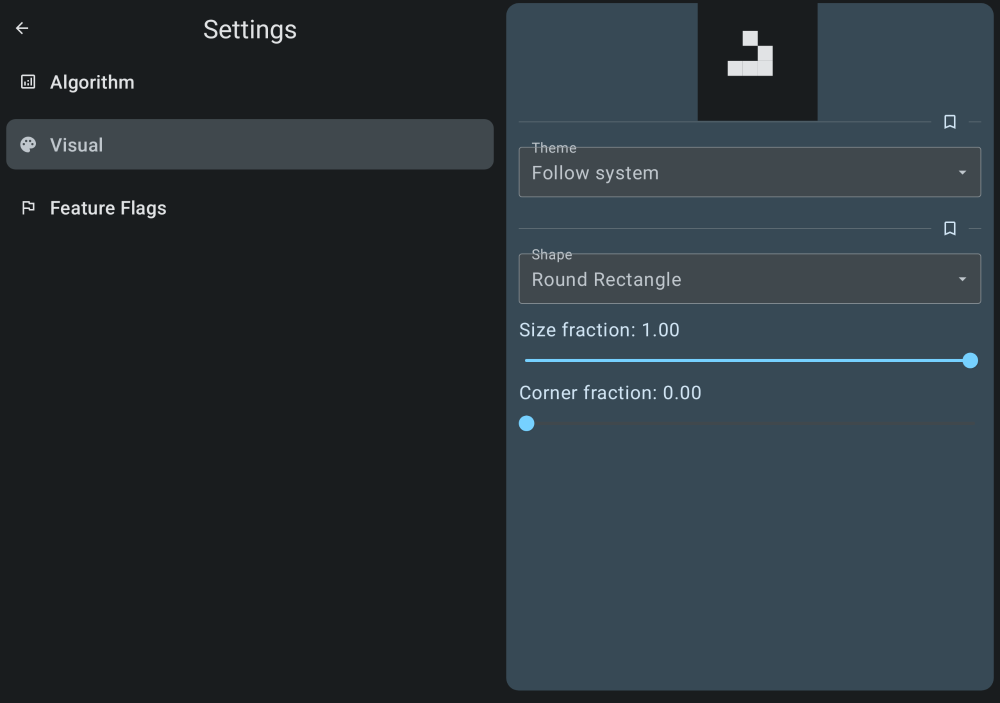 Settings
Algorithm
Visual
Feature Flags
Theme
Follow system
Shape
Round Rectangle
Size fraction: 1.00
Corner fraction: 0.00